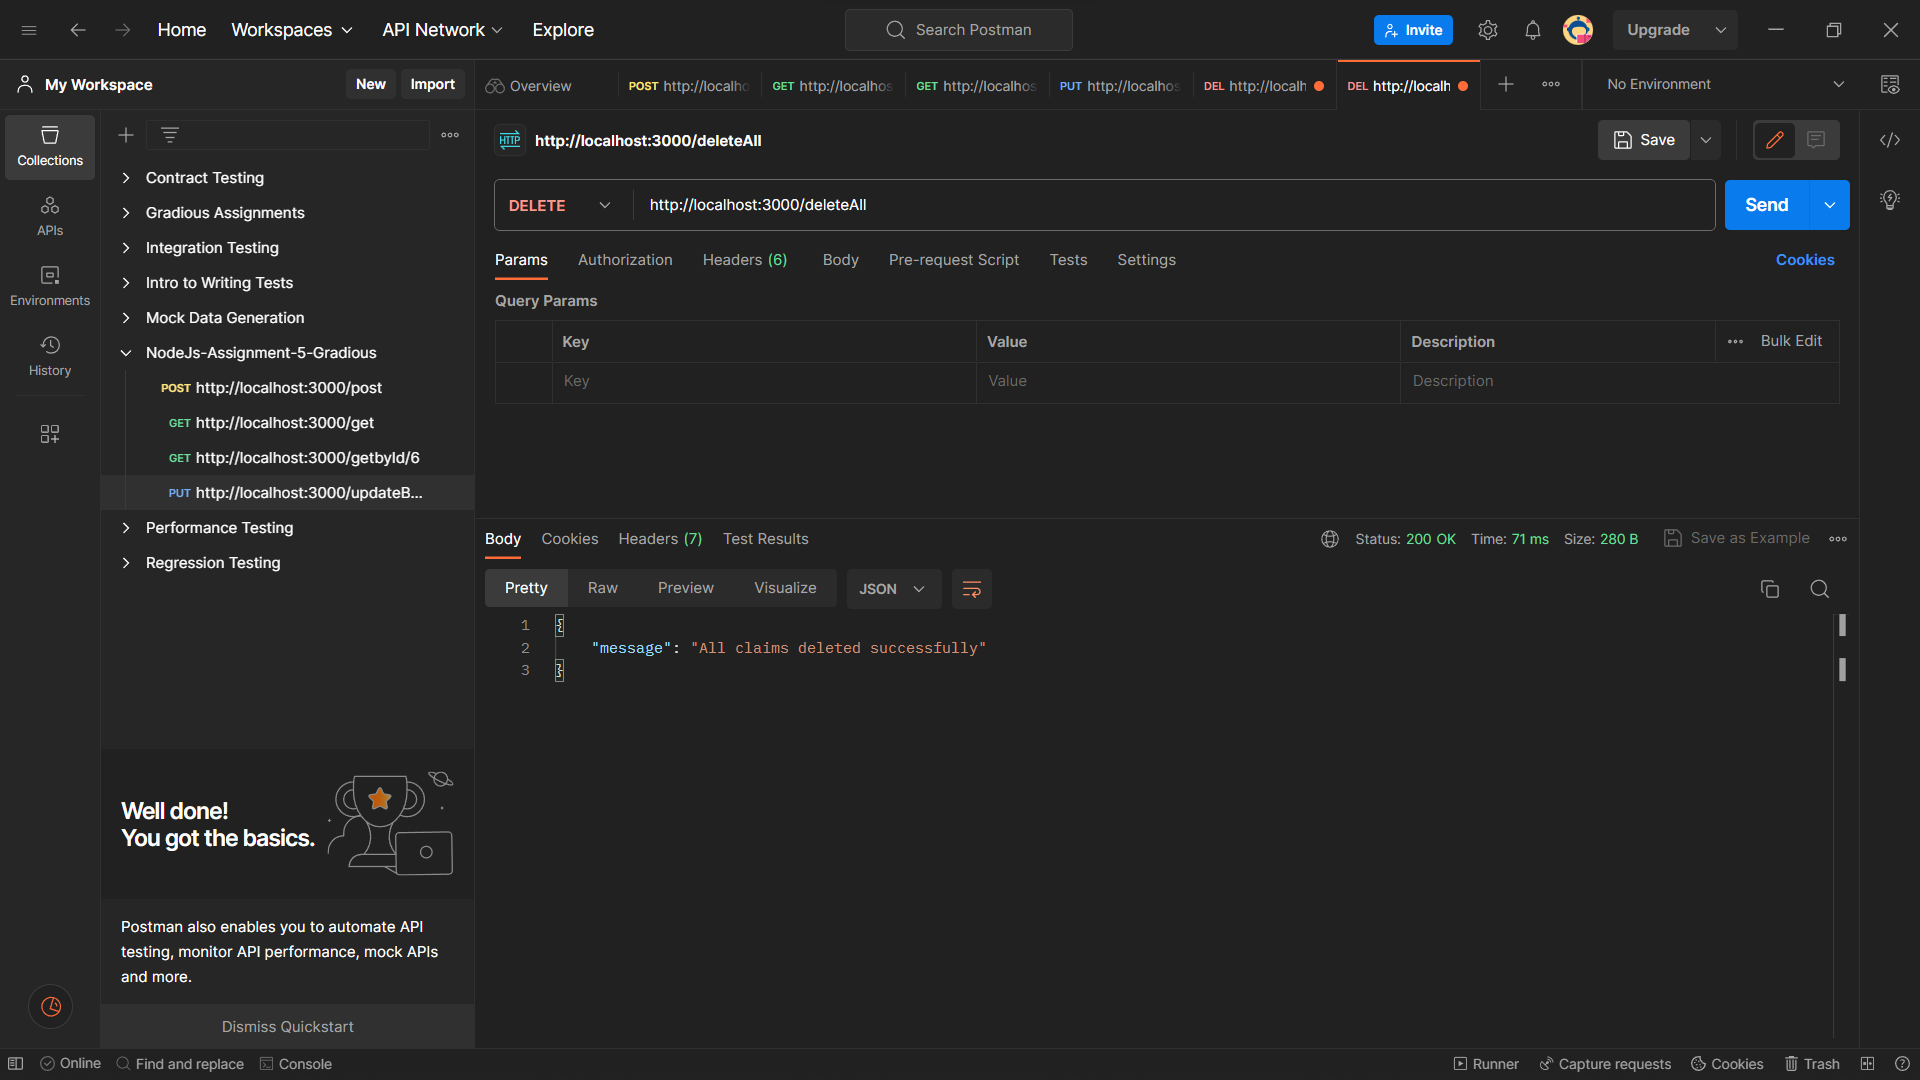 Home
Workspaces
API Network
Explore
Search Postman
Invite
Upgrade
My Workspace
New
Import
Overview
POST http://localho
GET http://localhos
GET http://localhos
PUT http://localhos
DEL http://localh
DEL http://localh
No Environment
Collections
APIs
Environments
History
Contract Testing
Gradious Assignments
Integration Testing
Intro to Writing Tests
Mock Data Generation
NodeJs-Assignment-5-Gradious
POST http://localhost:3000/post
GET http://localhost:3000/get
GET http://localhost:3000/getbyId/6
PUT http://localhost:3000/updateB...
Performance Testing
Regression Testing
Well done!
You got the basics.
Postman also enables you to automate API
testing, monitor API performance, mock APIs
and more.
Dismiss Quickstart
HTTP
http://localhost:3000/deleteAll
Save
DELETE
http://localhost:3000/deleteAll
Send
Params
Authorization
Headers (6)
Body
Pre-request Script
Tests
Settings
Cookies
Query Params
Key
Value
Description
Bulk Edit
Key
Value
Description
Body
Cookies
Headers (7)
Test Results
Status: 200 OK
Time: 71 ms
Size: 280 B
Save as Example
Pretty
Raw
Preview
Visualize
JSON
1 {
2 "message": "All claims deleted successfully"
3 }
Online
Find and replace
Console
Runner
Capture requests
Cookies
Trash